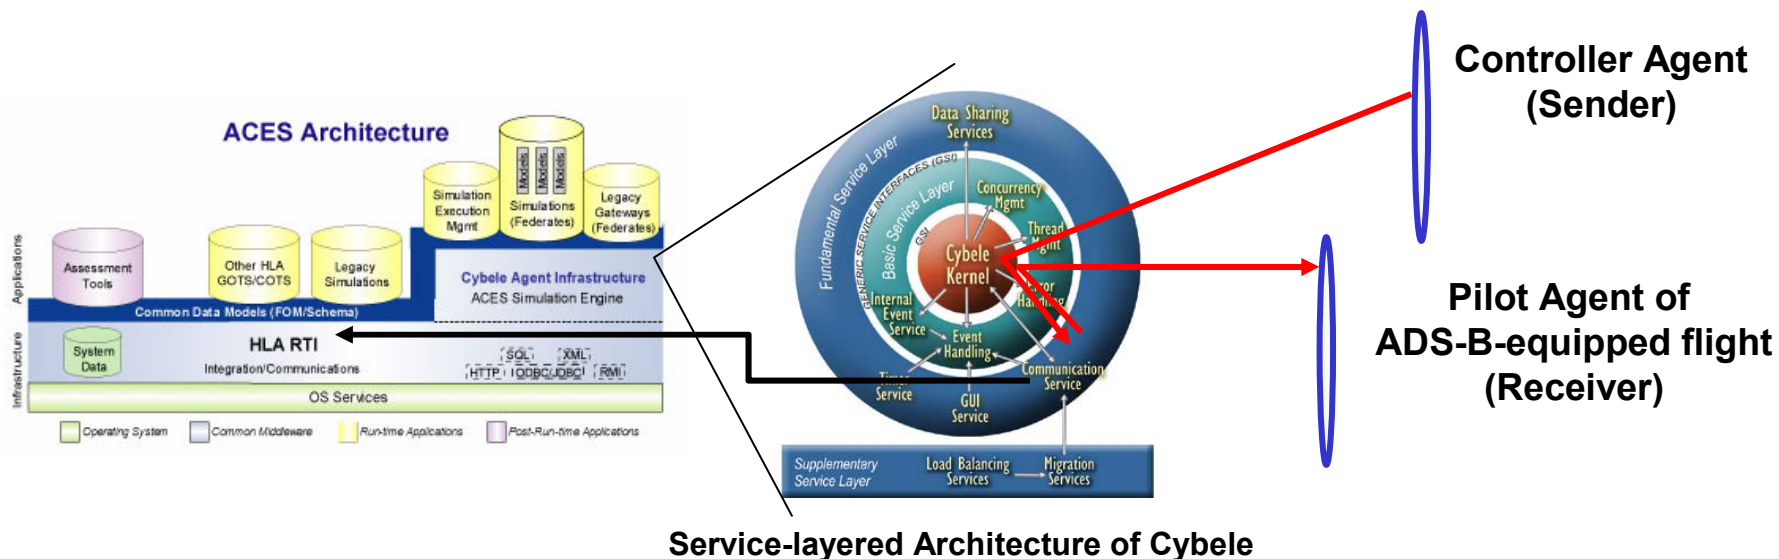 ACES Architecture
Models
Models
Models
Simulation
Execution
Mgmt
Simulations
(Federates)
Legacy
Gateways
(Federates)
Assessment
Tools
Other HLA
GOTS/COTS
Legacy
Simulations
Cybele Agent Infrastructure
ACES Simulation Engine
Common Data Models (FOM/Schema)
Applications
Infrastructure
System
Data
HLA RTI
Integration/Communications
SQL
XML
HTTP
ODBC/JDBC
RMI
OS Services
Operating System
Common Middleware
Run-time Applications
Post-Run-time Applications
Data Sharing
Services
Fundamental Service Layer
GENERIC SERVICE INTERFACES (GSI)
Basic Service Layer
GSI
Concurrency
Mgmt
Thread
Mgmt
Cybele
Kernel
Error
Handling
Internal
Event
Service
Event
Handling
Communication
Service
Timer
Service
GUI
Service
Supplementary
Service Layer
Load Balancing
Services
Migration
Services
Service-layered Architecture of Cybele
Controller Agent
(Sender)
Pilot Agent of
ADS-B-equipped flight
(Receiver)